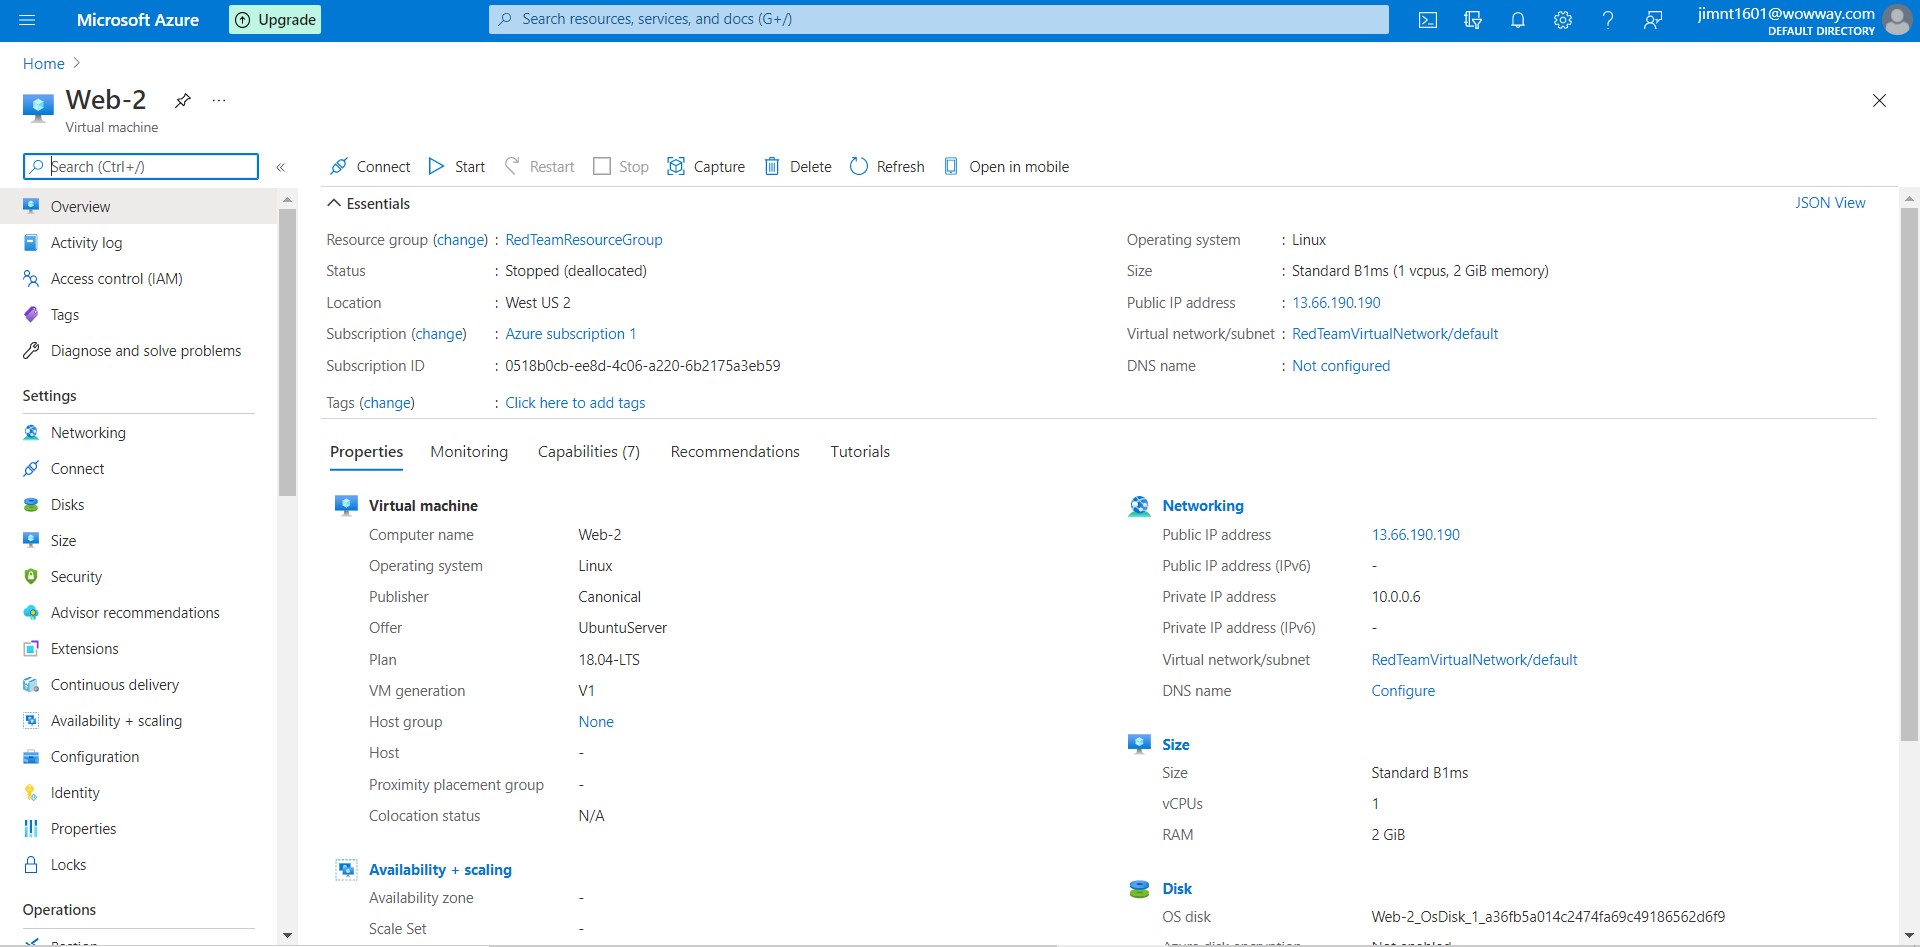 Microsoft Azure
Upgrade
Search resources, services, and docs (G+/)
jimnt1601@wowway.com
DEFAULT DIRECTORY
Home
Web-2
Virtual machine
Search (Ctrl+/)
Connect
Start
Restart
Stop
Capture
Delete
Refresh
Open in mobile
Overview
Activity log
Access control (IAM)
Tags
Diagnose and solve problems
Settings
Networking
Connect
Disks
Size
Security
Advisor recommendations
Extensions
Continuous delivery
Availability + scaling
Configuration
Identity
Properties
Locks
Operations
Bastion
Essentials
JSON View
Resource group (change) : RedTeamResourceGroup
Status : Stopped (deallocated)
Location : West US 2
Subscription (change) : Azure subscription 1
Subscription ID : 0518b0cb-ee8d-4c06-a220-6b2175a3eb59
Tags (change) : Click here to add tags
Operating system : Linux
Size : Standard B1ms (1 vcpus, 2 GiB memory)
Public IP address : 13.66.190.190
Virtual network/subnet : RedTeamVirtualNetwork/default
DNS name : Not configured
Properties
Monitoring
Capabilities (7)
Recommendations
Tutorials
Virtual machine
Computer name Web-2
Operating system Linux
Publisher Canonical
Offer UbuntuServer
Plan 18.04-LTS
VM generation V1
Host group None
Host -
Proximity placement group -
Colocation status N/A
Availability + scaling
Availability zone -
Scale Set -
Networking
Public IP address 13.66.190.190
Public IP address (IPv6) -
Private IP address 10.0.0.6
Private IP address (IPv6) -
Virtual network/subnet RedTeamVirtualNetwork/default
DNS name Configure
Size
Size Standard B1ms
vCPUs 1
RAM 2 GiB
Disk
OS disk Web-2_OsDisk_1_a36fb5a014c2474fa69c49186562d6f9
Azure disk encryption Not enabled